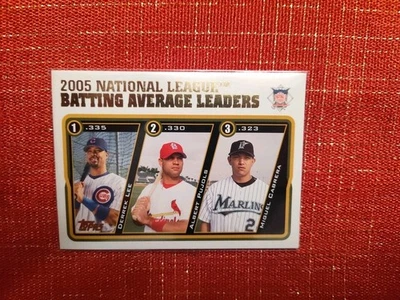 2005 NATIONAL LEAGUE
BATTING AVERAGE LEADERS
1 .335
2 .330
3 .323
DERREK LEE
ALBERT PUJOLS
MIGUEL CABRERA
Topps
MARLINS
2